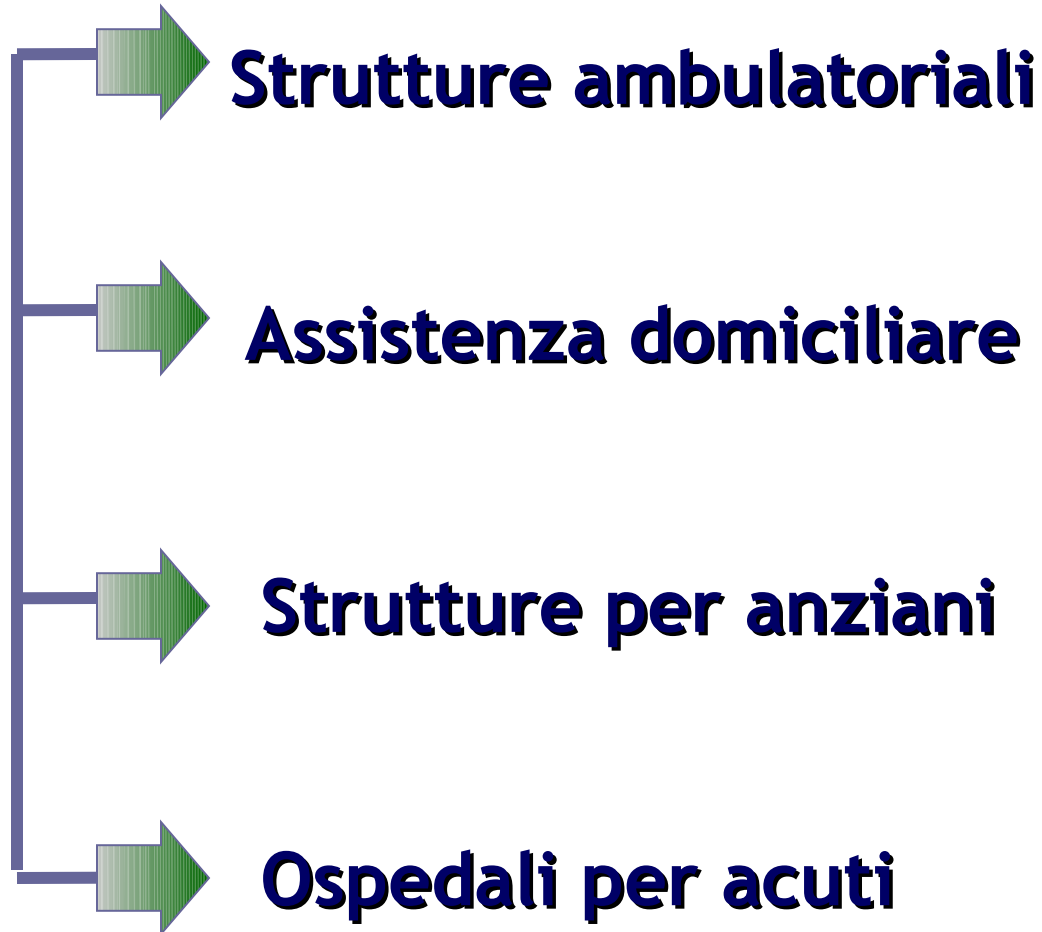 Strutture ambulatoriali
Assistenza domiciliare
Strutture per anziani
Ospedali per acuti